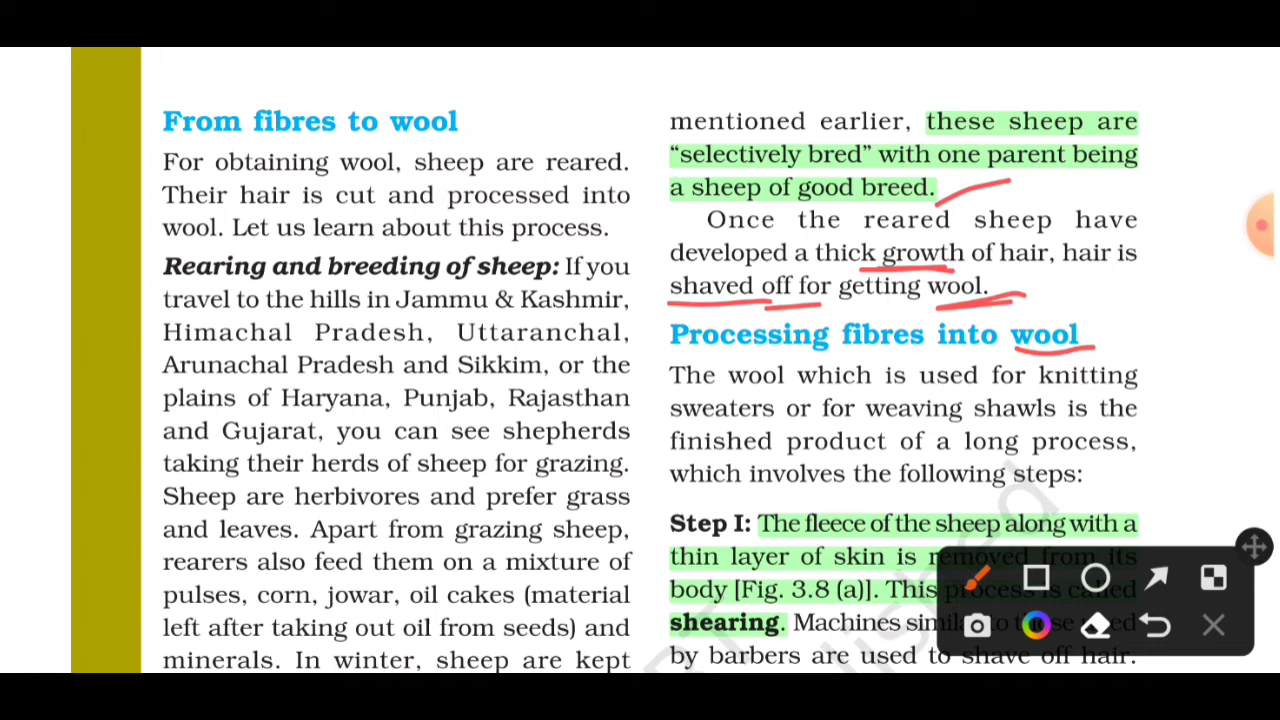 From fibres to wool
For obtaining wool, sheep are reared.
Their hair is cut and processed into
wool. Let us learn about this process.
Rearing and breeding of sheep: If you
travel to the hills in Jammu & Kashmir,
Himachal Pradesh, Uttaranchal,
Arunachal Pradesh and Sikkim, or the
plains of Haryana, Punjab, Rajasthan
and Gujarat, you can see shepherds
taking their herds of sheep for grazing.
Sheep are herbivores and prefer grass
and leaves. Apart from grazing sheep,
rearers also feed them on a mixture of
pulses, corn, jowar, oil cakes (material
left after taking out oil from seeds) and
minerals. In winter, sheep are kept
mentioned earlier, these sheep are
“selectively bred” with one parent being
a sheep of good breed.
Once the reared sheep have
developed a thick growth of hair, hair is
shaved off for getting wool.
Processing fibres into wool
The wool which is used for knitting
sweaters or for weaving shawls is the
finished product of a long process,
which involves the following steps:
Step I: The fleece of the sheep along with a
thin layer of skin is removed from its
body [Fig. 3.8 (a)]. This process is called
shearing. Machines similar to those used
by barbers are used to shave off hair.